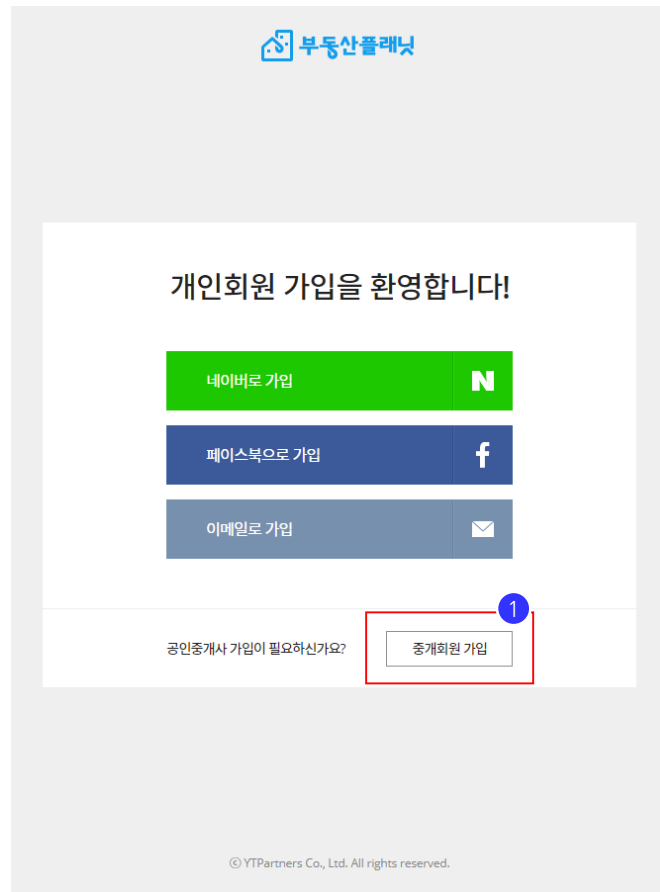 부동산플래닛
개인회원 가입을 환영합니다!
네이버로 가입
N
페이스북으로 가입
f
이메일로 가입
1
공인중개사 가입이 필요하신가요?
중개회원 가입
ⓒ YTPartners Co., Ltd. All rights reserved.